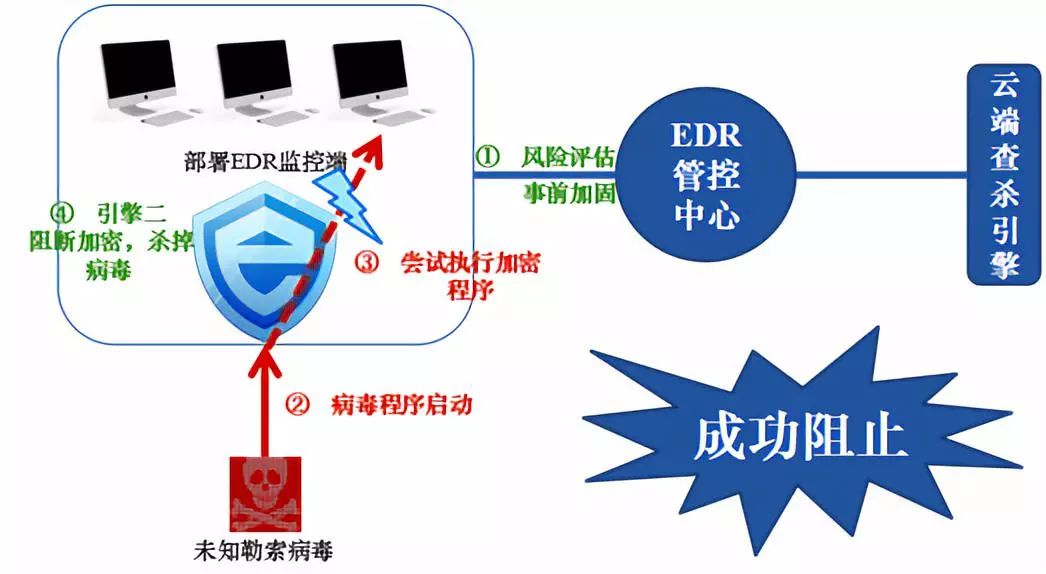 部署EDR监控端
① 风险评估
事前加固
EDR
管控
中心
云端查杀引擎
④ 引擎二
阻断加密,杀掉
病毒
③ 尝试执行加密
程序
② 病毒程序启动
未知勒索病毒
成功阻止